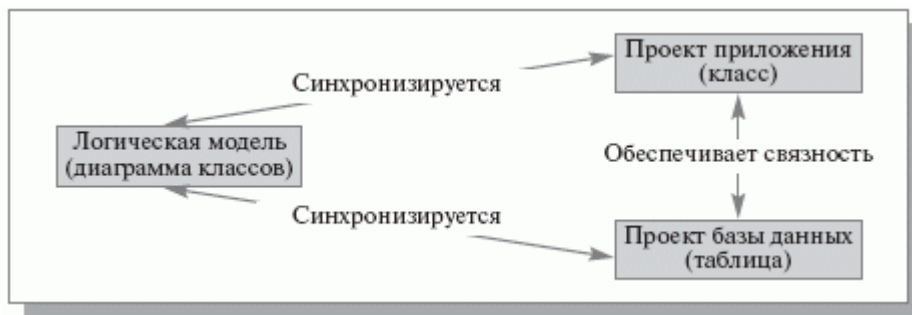 Проект приложения
(класс)
Синхронизируется
Логическая модель
(диаграмма классов)
Обеспечивает связность
Синхронизируется
Проект базы данных
(таблица)